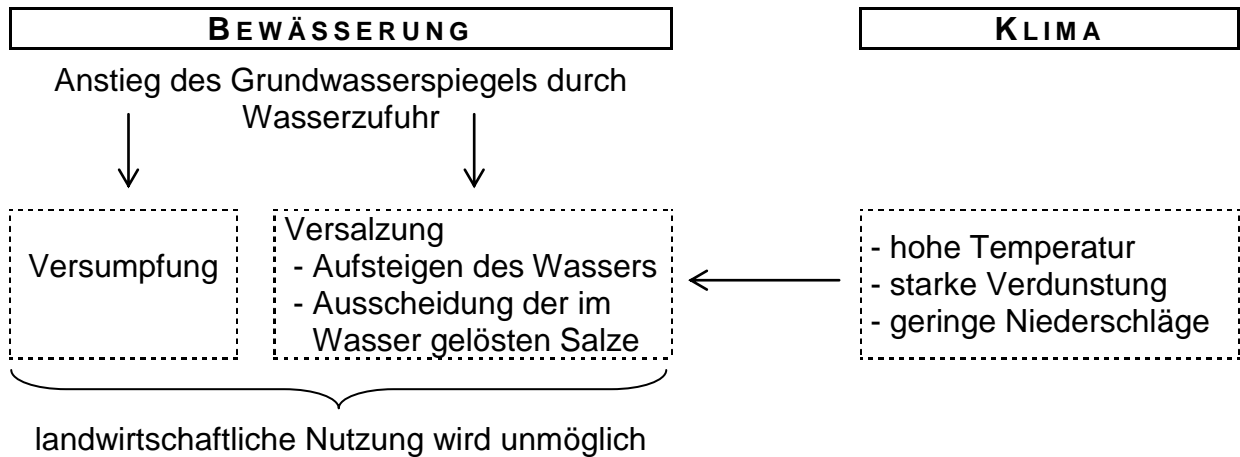 BEWÄSSERUNG
KLIMA
Anstieg des Grundwasserspiegels durch
Wasserzufuhr
Versumpfung
Versalzung
- Aufsteigen des Wassers
- Ausscheidung der im
Wasser gelösten Salze
- hohe Temperatur
- starke Verdunstung
- geringe Niederschläge
landwirtschaftliche Nutzung wird unmöglich